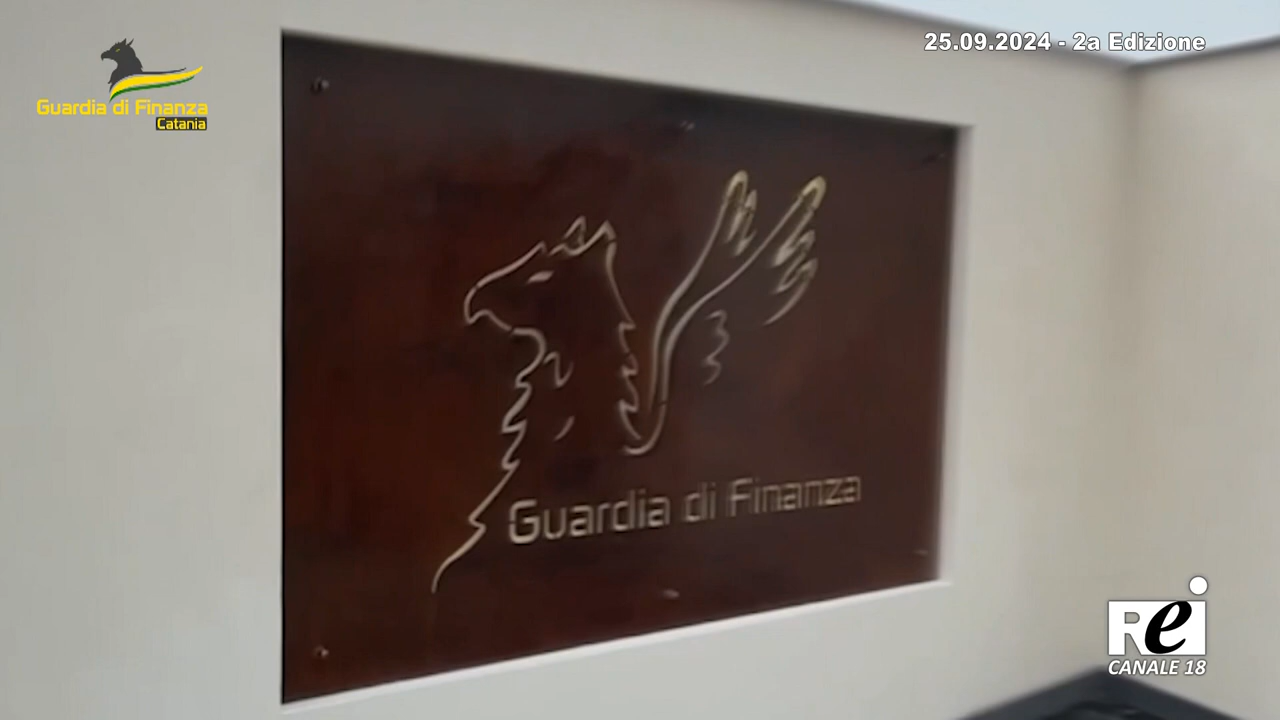 25.09.2024 - 2a Edizione
Guardia di Finanza
Catania
Guardia di Finanza
Rei
CANALE 18